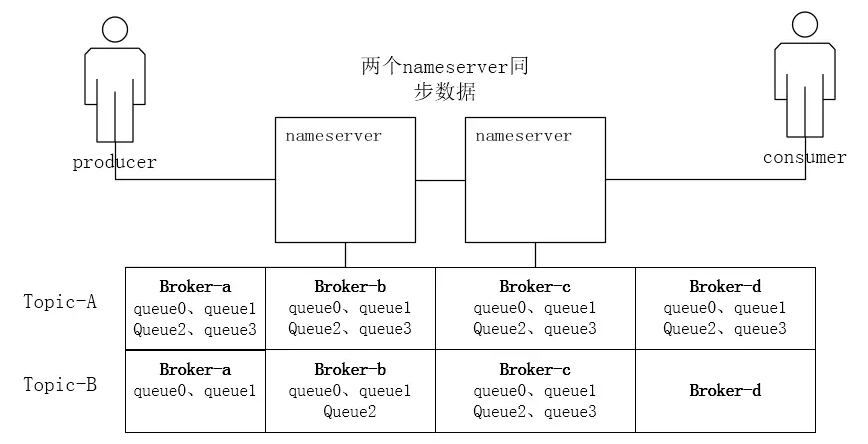 两个nameserver同
步数据
nameserver
nameserver
producer
consumer
Topic-A
Broker-a
queue0、queue1
Queue2、queue3
Broker-b
queue0、queue1
Queue2、queue3
Broker-c
queue0、queue1
Queue2、queue3
Broker-d
queue0、queue1
Queue2、queue3
Topic-B
Broker-a
queue0、queue1
Broker-b
queue0、queue1
Queue2
Broker-c
queue0、queue1
Queue2、queue3
Broker-d